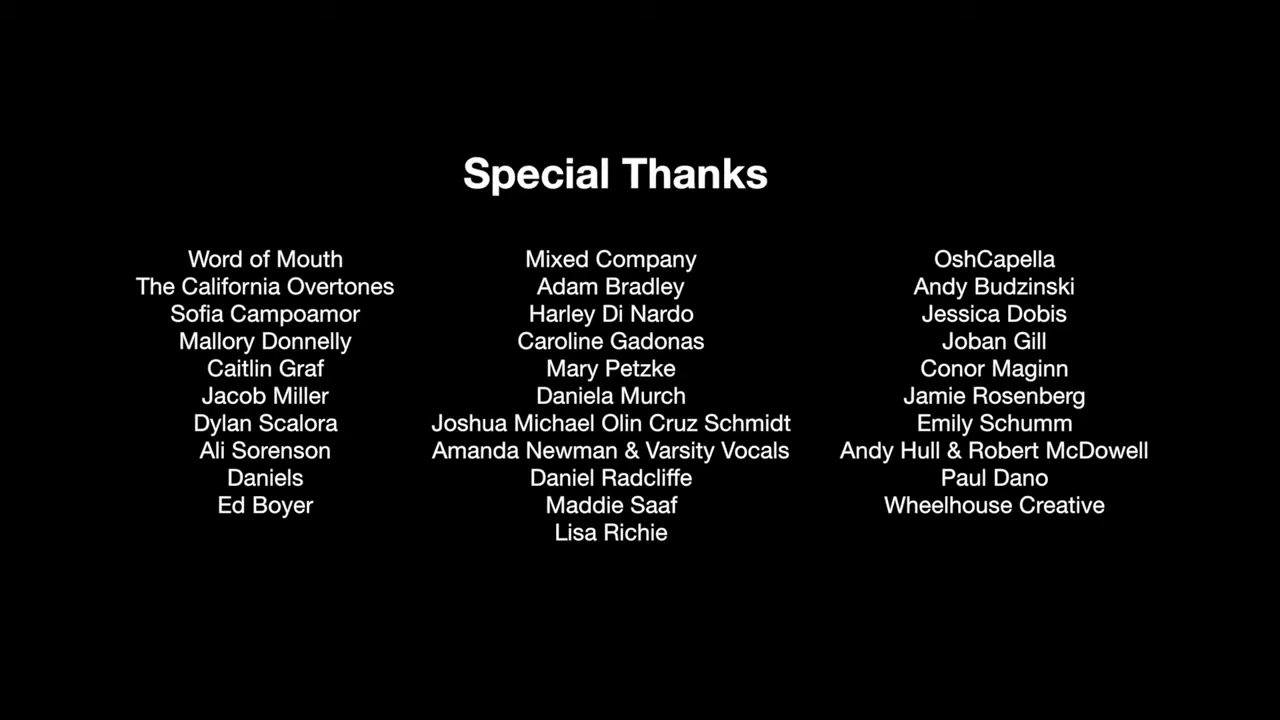 Special Thanks
Word of Mouth
The California Overtones
Sofia Campoamor
Mallory Donnelly
Caitlin Graf
Jacob Miller
Dylan Scalora
Ali Sorenson
Daniels
Ed Boyer
Mixed Company
Adam Bradley
Harley Di Nardo
Caroline Gadonas
Mary Petzke
Daniela Murch
Joshua Michael Olin Cruz Schmidt
Amanda Newman & Varsity Vocals
Daniel Radcliffe
Maddie Saaf
Lisa Richie
OshCapella
Andy Budzinski
Jessica Dobis
Joban Gill
Conor Maginn
Jamie Rosenberg
Emily Schumm
Andy Hull & Robert McDowell
Paul Dano
Wheelhouse Creative